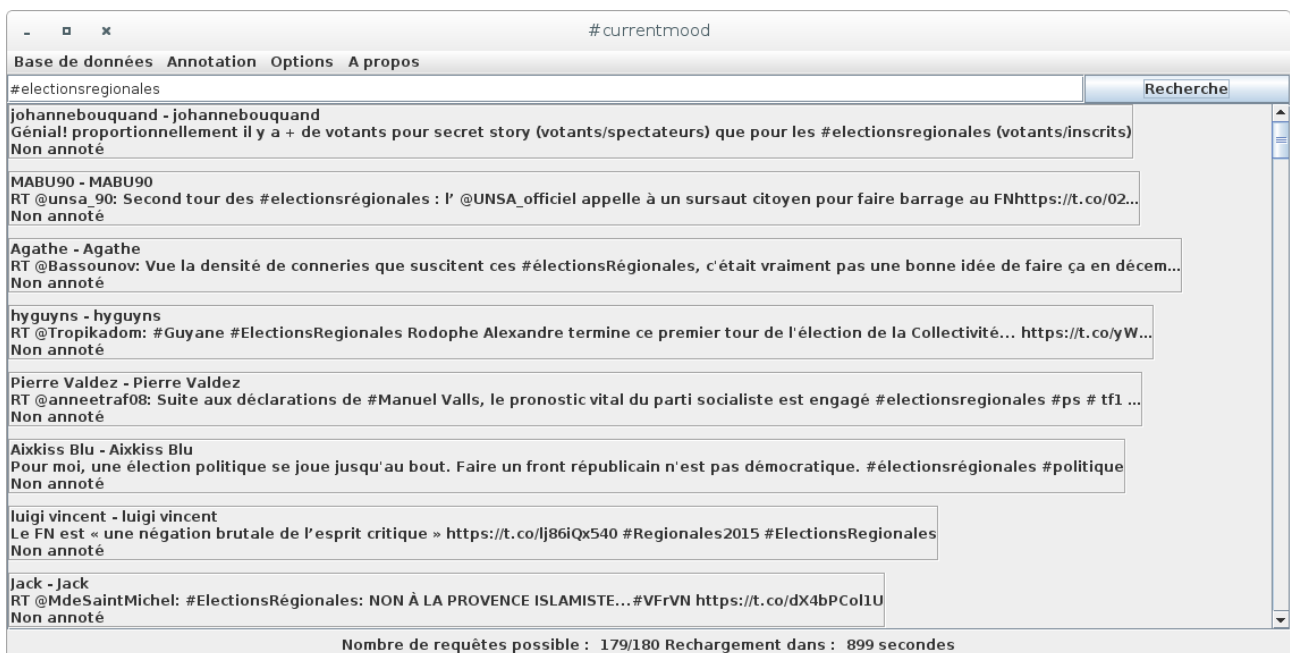 #currentmood
Base de données Annotation Options A propos
#electionsregionales Recherche
johannebouquand - johannebouquand
Génial! proportionnellement il y a + de votants pour secret story (votants/spectateurs) que pour les #electionsregionales (votants/inscrits)
Non annoté
MABU90 - MABU90
RT @unsa_90: Second tour des #electionsrégionales : l’ @UNSA_officiel appelle à un sursaut citoyen pour faire barrage au FNhttps://t.co/02...
Non annoté
Agathe - Agathe
RT @Bassounov: Vue la densité de conneries que suscitent ces #électionsRégionales, c'était vraiment pas une bonne idée de faire ça en décem...
Non annoté
hyguyns - hyguyns
RT @Tropikadom: #Guyane #ElectionsRegionales Rodophe Alexandre termine ce premier tour de l'élection de la Collectivité... https://t.co/yW...
Non annoté
Pierre Valdez - Pierre Valdez
RT @anneetraf08: Suite aux déclarations de #Manuel Valls, le pronostic vital du parti socialiste est engagé #electionsregionales #ps # tf1 ...
Non annoté
Aixkiss Blu - Aixkiss Blu
Pour moi, une élection politique se joue jusqu'au bout. Faire un front républicain n'est pas démocratique. #électionsrégionales #politique
Non annoté
luigi vincent - luigi vincent
Le FN est « une négation brutale de l’esprit critique » https://t.co/lj86iQx540 #Regionales2015 #ElectionsRegionales
Non annoté
Jack - Jack
RT @MdeSaintMichel: #ElectionsRégionales: NON À LA PROVENCE ISLAMISTE...#VFrVN https://t.co/dX4bPCol1U
Non annoté
Nombre de requêtes possible : 179/180 Rechargement dans : 899 secondes